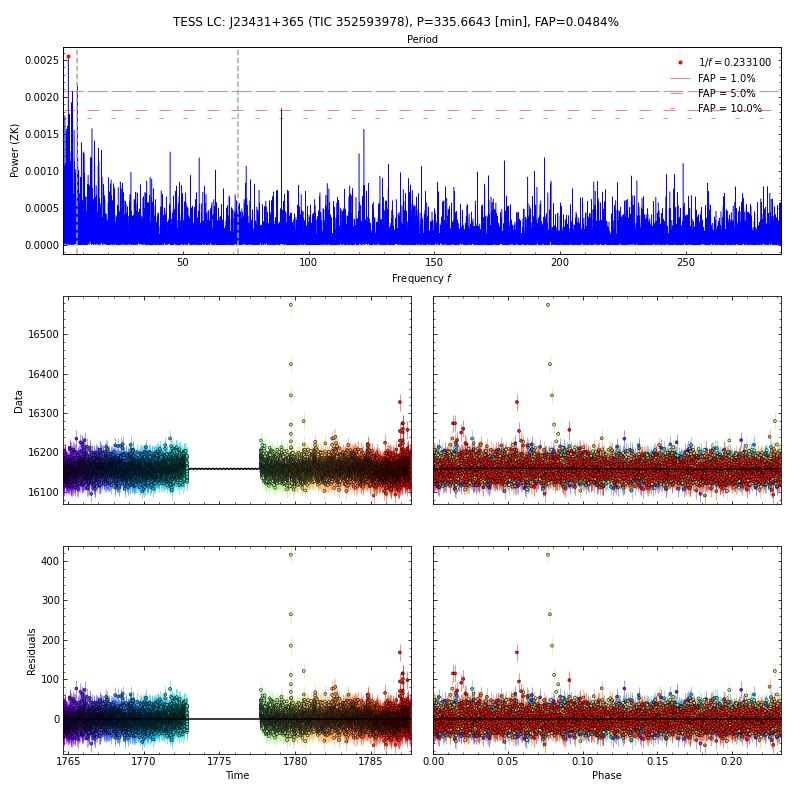 TESS LC: J23431+365 (TIC 352593978), P=335.6643 [min], FAP=0.0484%
Period
1/f = 0.233100
FAP = 1.0%
FAP = 5.0%
FAP = 10.0%
Power (ZK)
0.0025
0.0020
0.0015
0.0010
0.0005
0.0000
50 100 150 200 250
Frequency f
Data
16500
16400
16300
16200
16100
Residuals
400
300
200
100
0
1765 1770 1775 1780 1785
Time
0.00 0.05 0.10 0.15 0.20
Phase